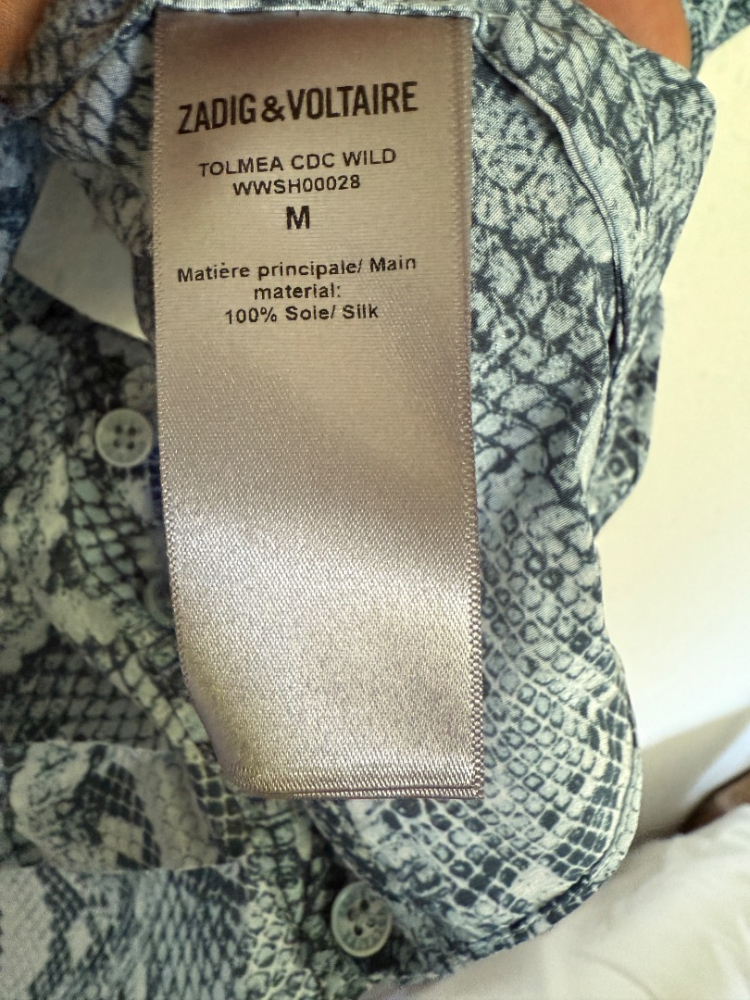 ZADIG&VOLTAIRE
TOLMEA CDC WILD
WWSH00028
M
Matière principale/ Main
material:
100% Soie/ Silk